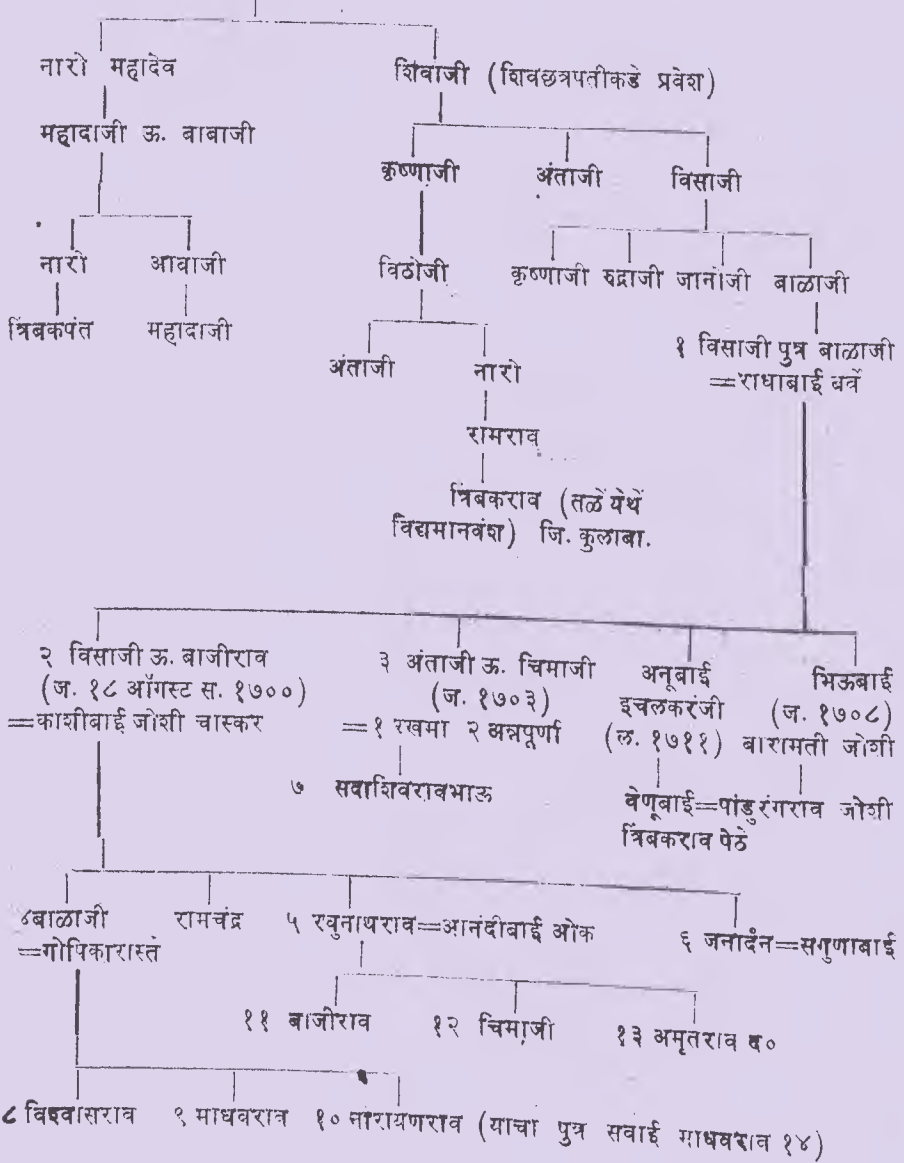 नारो महादेव
शिवाजी (शिवछत्रपतीकडे प्रवेश)
महादाजी ऊ. बाबाजी
कृष्णाजी अंताजी विसाजी
नारो आबाजी
विठोजी
कृष्णाजी रुद्राजी जानोजी बाळाजी
त्रिंबकपंत महादाजी
१ विसाजी पुत्र बाळाजी
=राधाबाई बर्वे
अंताजी नारो
रामराव
त्रिंबकराव (तळें येथें
विद्यमानवंश) जि. कुलाबा.
२ विसाजी ऊ. बाजीराव
(ज. १८ ऑगस्ट स. १७००)
=काशीबाई जोशी चास्कर
३ अंताजी ऊ. चिमाजी
(ज. १७०३)
=१ रखमा २ अन्नपूर्णा
७ सदाशिवरावभाऊ
अनूबाई
इचलकरंजी
(ल. १७११)
भिऊबाई
(ज. १७०८)
बारामती जोशी
वेणूबाई=पांडुरंगराव जोशी
त्रिंबकराव पेठे
४बाळाजी
=गोपिकारास्ते
रामचंद्र
५ रघुनाथराव=आनंदीबाई ओक
६ जनार्दन=सगुणाबाई
११ बाजीराव १२ चिमाजी १३ अमृतराव द०
८ विश्वासराव ९ माधवराव १० नारायणराव (याचा पुत्र सवाई माधवराव १४)